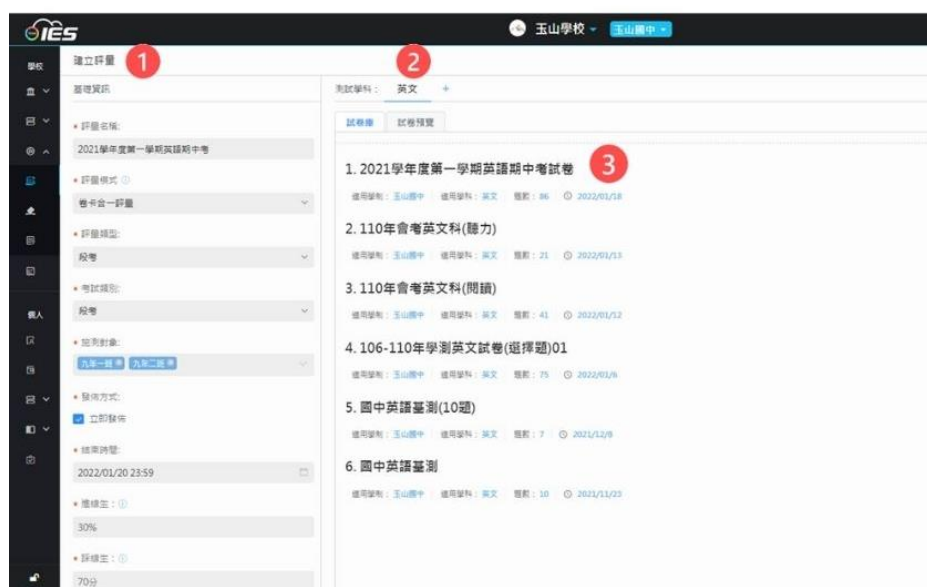 IES
玉山學校
玉山國中
學校
建立評量
1
2
基礎資訊
測試學科：
英文
+
試卷庫
試卷預覽
* 評量名稱:
2021學年度第一學期英語期中考
* 評量模式
卷卡合一評量
* 評量類型:
段考
* 考試類別:
段考
* 施測對象:
九年一班
九年二班
* 發佈方式:
立即發佈
* 結束時間:
2022/01/20 23:59
30%
70分
個人
1. 2021學年度第一學期英語期中考試卷
3
適用學制：玉山國中 適用學科：英文 題數：86 2022/01/18
2. 110年會考英文科(聽力)
適用學制：玉山國中 適用學科：英文 題數：21 2022/01/13
3. 110年會考英文科(閱讀)
適用學制：玉山國中 適用學科：英文 題數：41 2022/01/12
4. 106-110年學測英文試卷(選擇題)01
適用學制：玉山國中 適用學科：英文 題數：75 2022/01/6
5. 國中英語基測(10題)
適用學制：玉山國中 適用學科：英文 題數：7 2021/12/8
6. 國中英語基測
適用學制：玉山國中 適用學科：英文 題數：10 2021/11/23